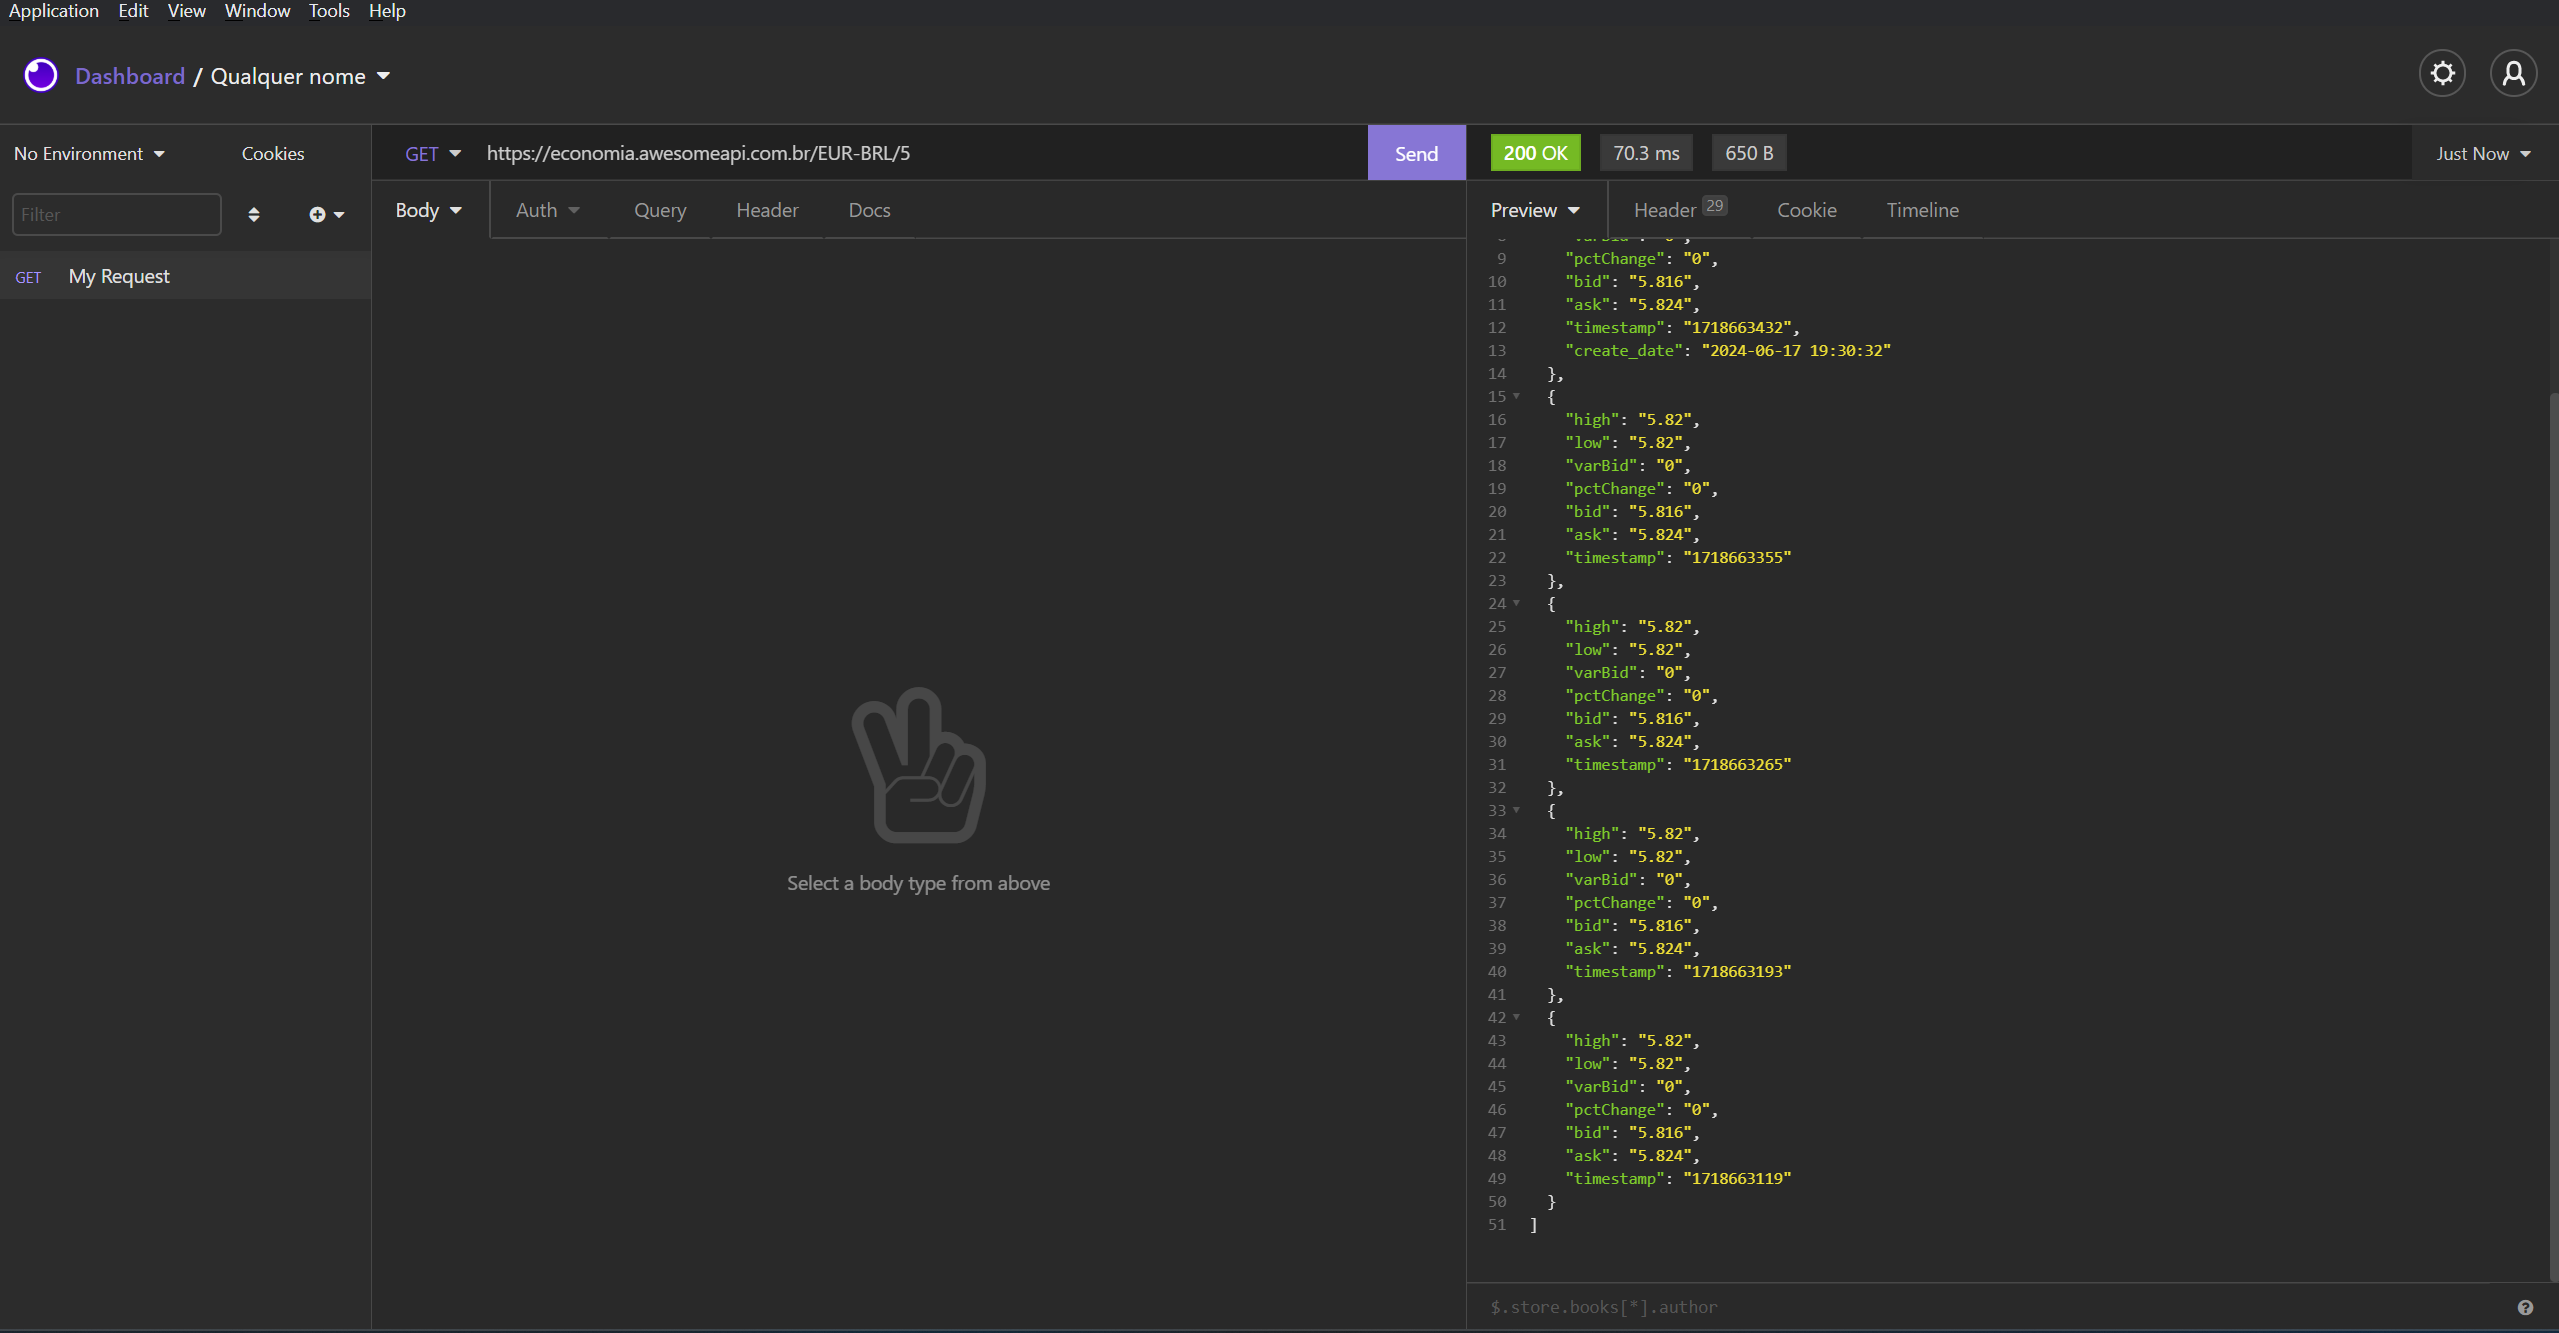 Application Edit View Window Tools Help
Dashboard / Qualquer nome
No Environment Cookies
GET https://economia.awesomeapi.com.br/EUR-BRL/5 Send
200 OK 70.3 ms 650 B Just Now
Filter
Body Auth Query Header Docs
Preview Header 29 Cookie Timeline
GET My Request
Select a body type from above
8 "varBid": "0",
9 "pctChange": "0",
10 "bid": "5.816",
11 "ask": "5.824",
12 "timestamp": "1718663432",
13 "create_date": "2024-06-17 19:30:32"
14 },
15 {
16 "high": "5.82",
17 "low": "5.82",
18 "varBid": "0",
19 "pctChange": "0",
20 "bid": "5.816",
21 "ask": "5.824",
22 "timestamp": "1718663355"
23 },
24 {
25 "high": "5.82",
26 "low": "5.82",
27 "varBid": "0",
28 "pctChange": "0",
29 "bid": "5.816",
30 "ask": "5.824",
31 "timestamp": "1718663265"
32 },
33 {
34 "high": "5.82",
35 "low": "5.82",
36 "varBid": "0",
37 "pctChange": "0",
38 "bid": "5.816",
39 "ask": "5.824",
40 "timestamp": "1718663193"
41 },
42 {
43 "high": "5.82",
44 "low": "5.82",
45 "varBid": "0",
46 "pctChange": "0",
47 "bid": "5.816",
48 "ask": "5.824",
49 "timestamp": "1718663119"
50 }
51 ]
$.store.books[*].author